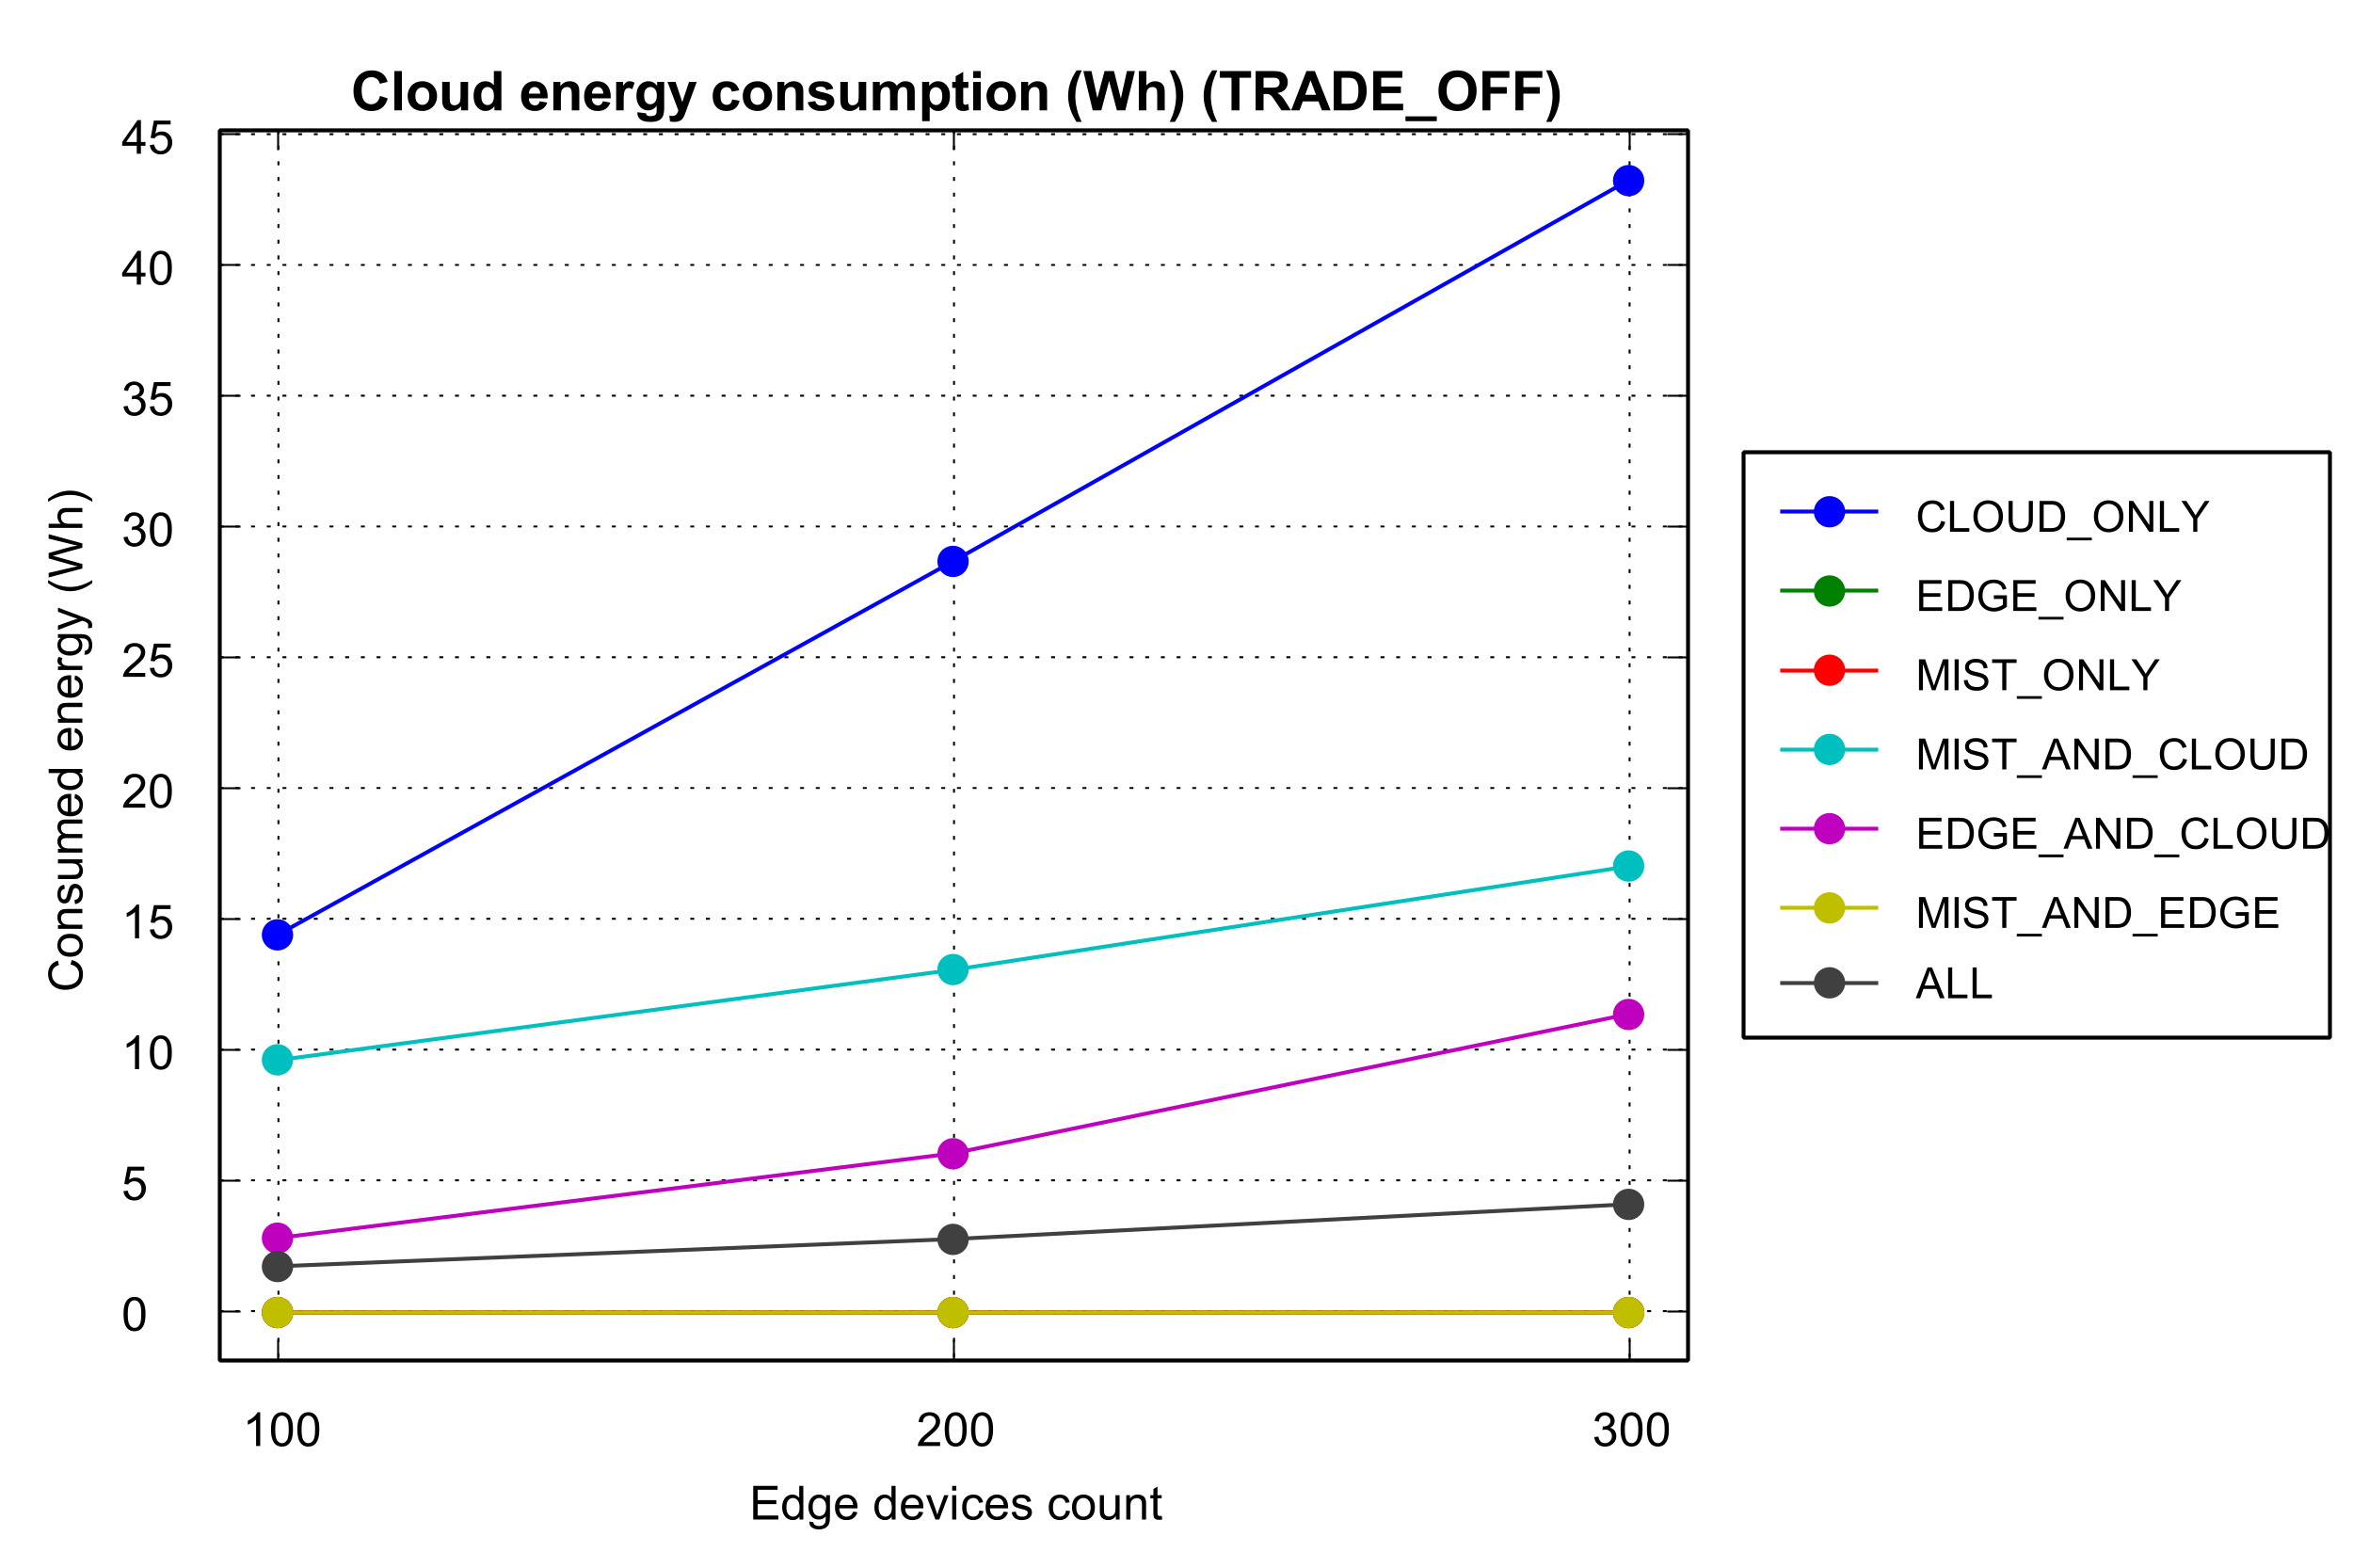 Cloud energy consumption (Wh) (TRADE_OFF)
45
40
35
30
25
20
15
10
5
0
Consumed energy (Wh)
100
200
300
Edge devices count
CLOUD_ONLY
EDGE_ONLY
MIST_ONLY
MIST_AND_CLOUD
EDGE_AND_CLOUD
MIST_AND_EDGE
ALL